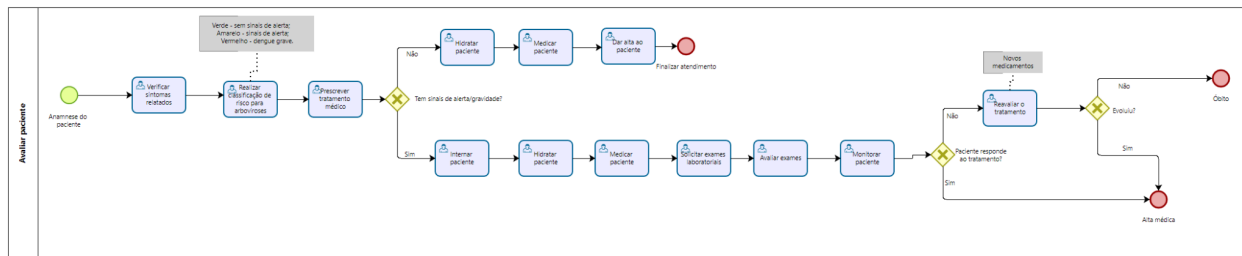 Avaliar paciente
Anamnese do
paciente
Verificar
sintomas
relatados
Verde - sem sinais de alerta;
Amarelo - sinais de alerta;
Vermelho - dengue grave.
Realizar
classificação de
risco para
arboviroses
Prescrever
tratamento
médico
Tem sinais de alerta/gravidade?
Não
Hidratar
paciente
Medicar
paciente
Dar alta ao
paciente
Finalizar atendimento
Sim
Internar
paciente
Hidratar
paciente
Medicar
paciente
Solicitar exames
laboratoriais
Avaliar exames
Monitorar
paciente
Paciente responde
ao tratamento?
Não
Novos
medicamentos
Reavaliar o
tratamento
Evoluiu?
Não
Óbito
Sim
Sim
Alta médica